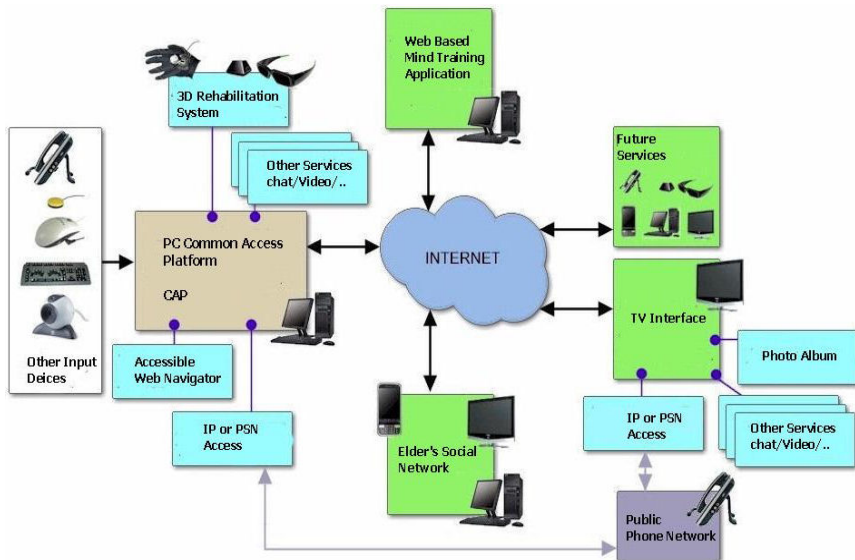 Web Based
Mind Training
Application
3D Rehabilitation
System
Other Services
chat/Video/..
Future
Services
PC Common Access
Platform
CAP
INTERNET
TV Interface
Other Input
Deices
Accessible
Web Navigator
Photo Album
IP or PSN
Access
Elder's Social
Network
IP or PSN
Access
Other Services
chat/Video/..
Public
Phone Network